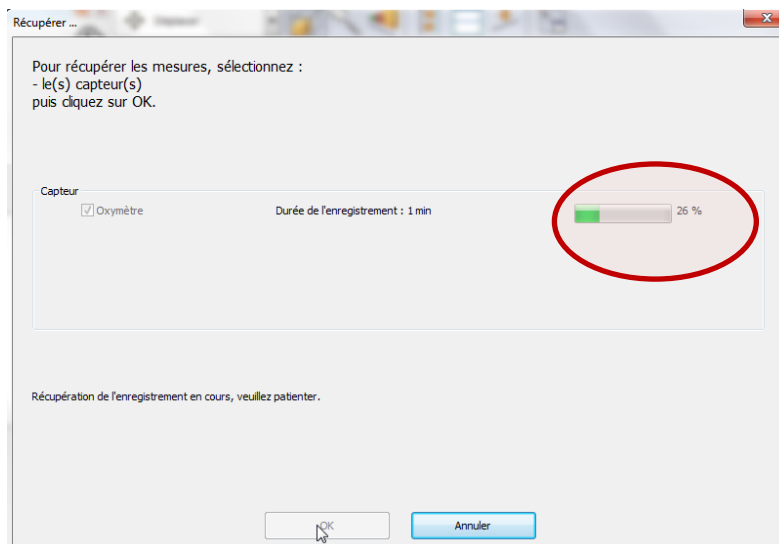 Récupérer ...
Pour récupérer les mesures, sélectionnez :
- le(s) capteur(s)
puis cliquez sur OK.
Capteur
Oxymètre
Durée de l'enregistrement : 1 min
26 %
Récupération de l'enregistrement en cours, veuillez patienter.
OK
Annuler